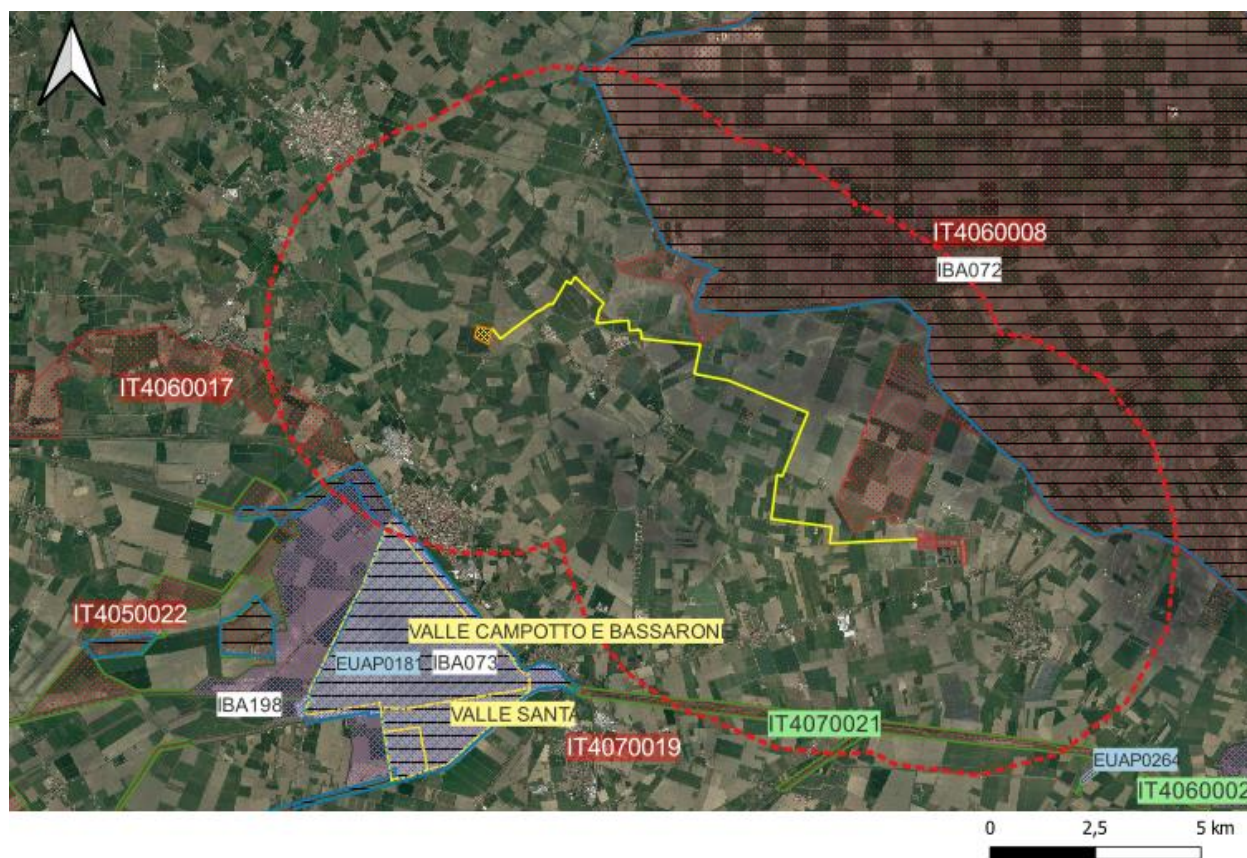 IT4060008
IBA072
IT4060017
IT4050022
VALLE CAMPOTTO E BASSARONE
EUAP0181
IBA073
IBA198
VALLE SANTA
IT4070019
IT4070021
EUAP0264
IT4060002
0
2,5
5 km